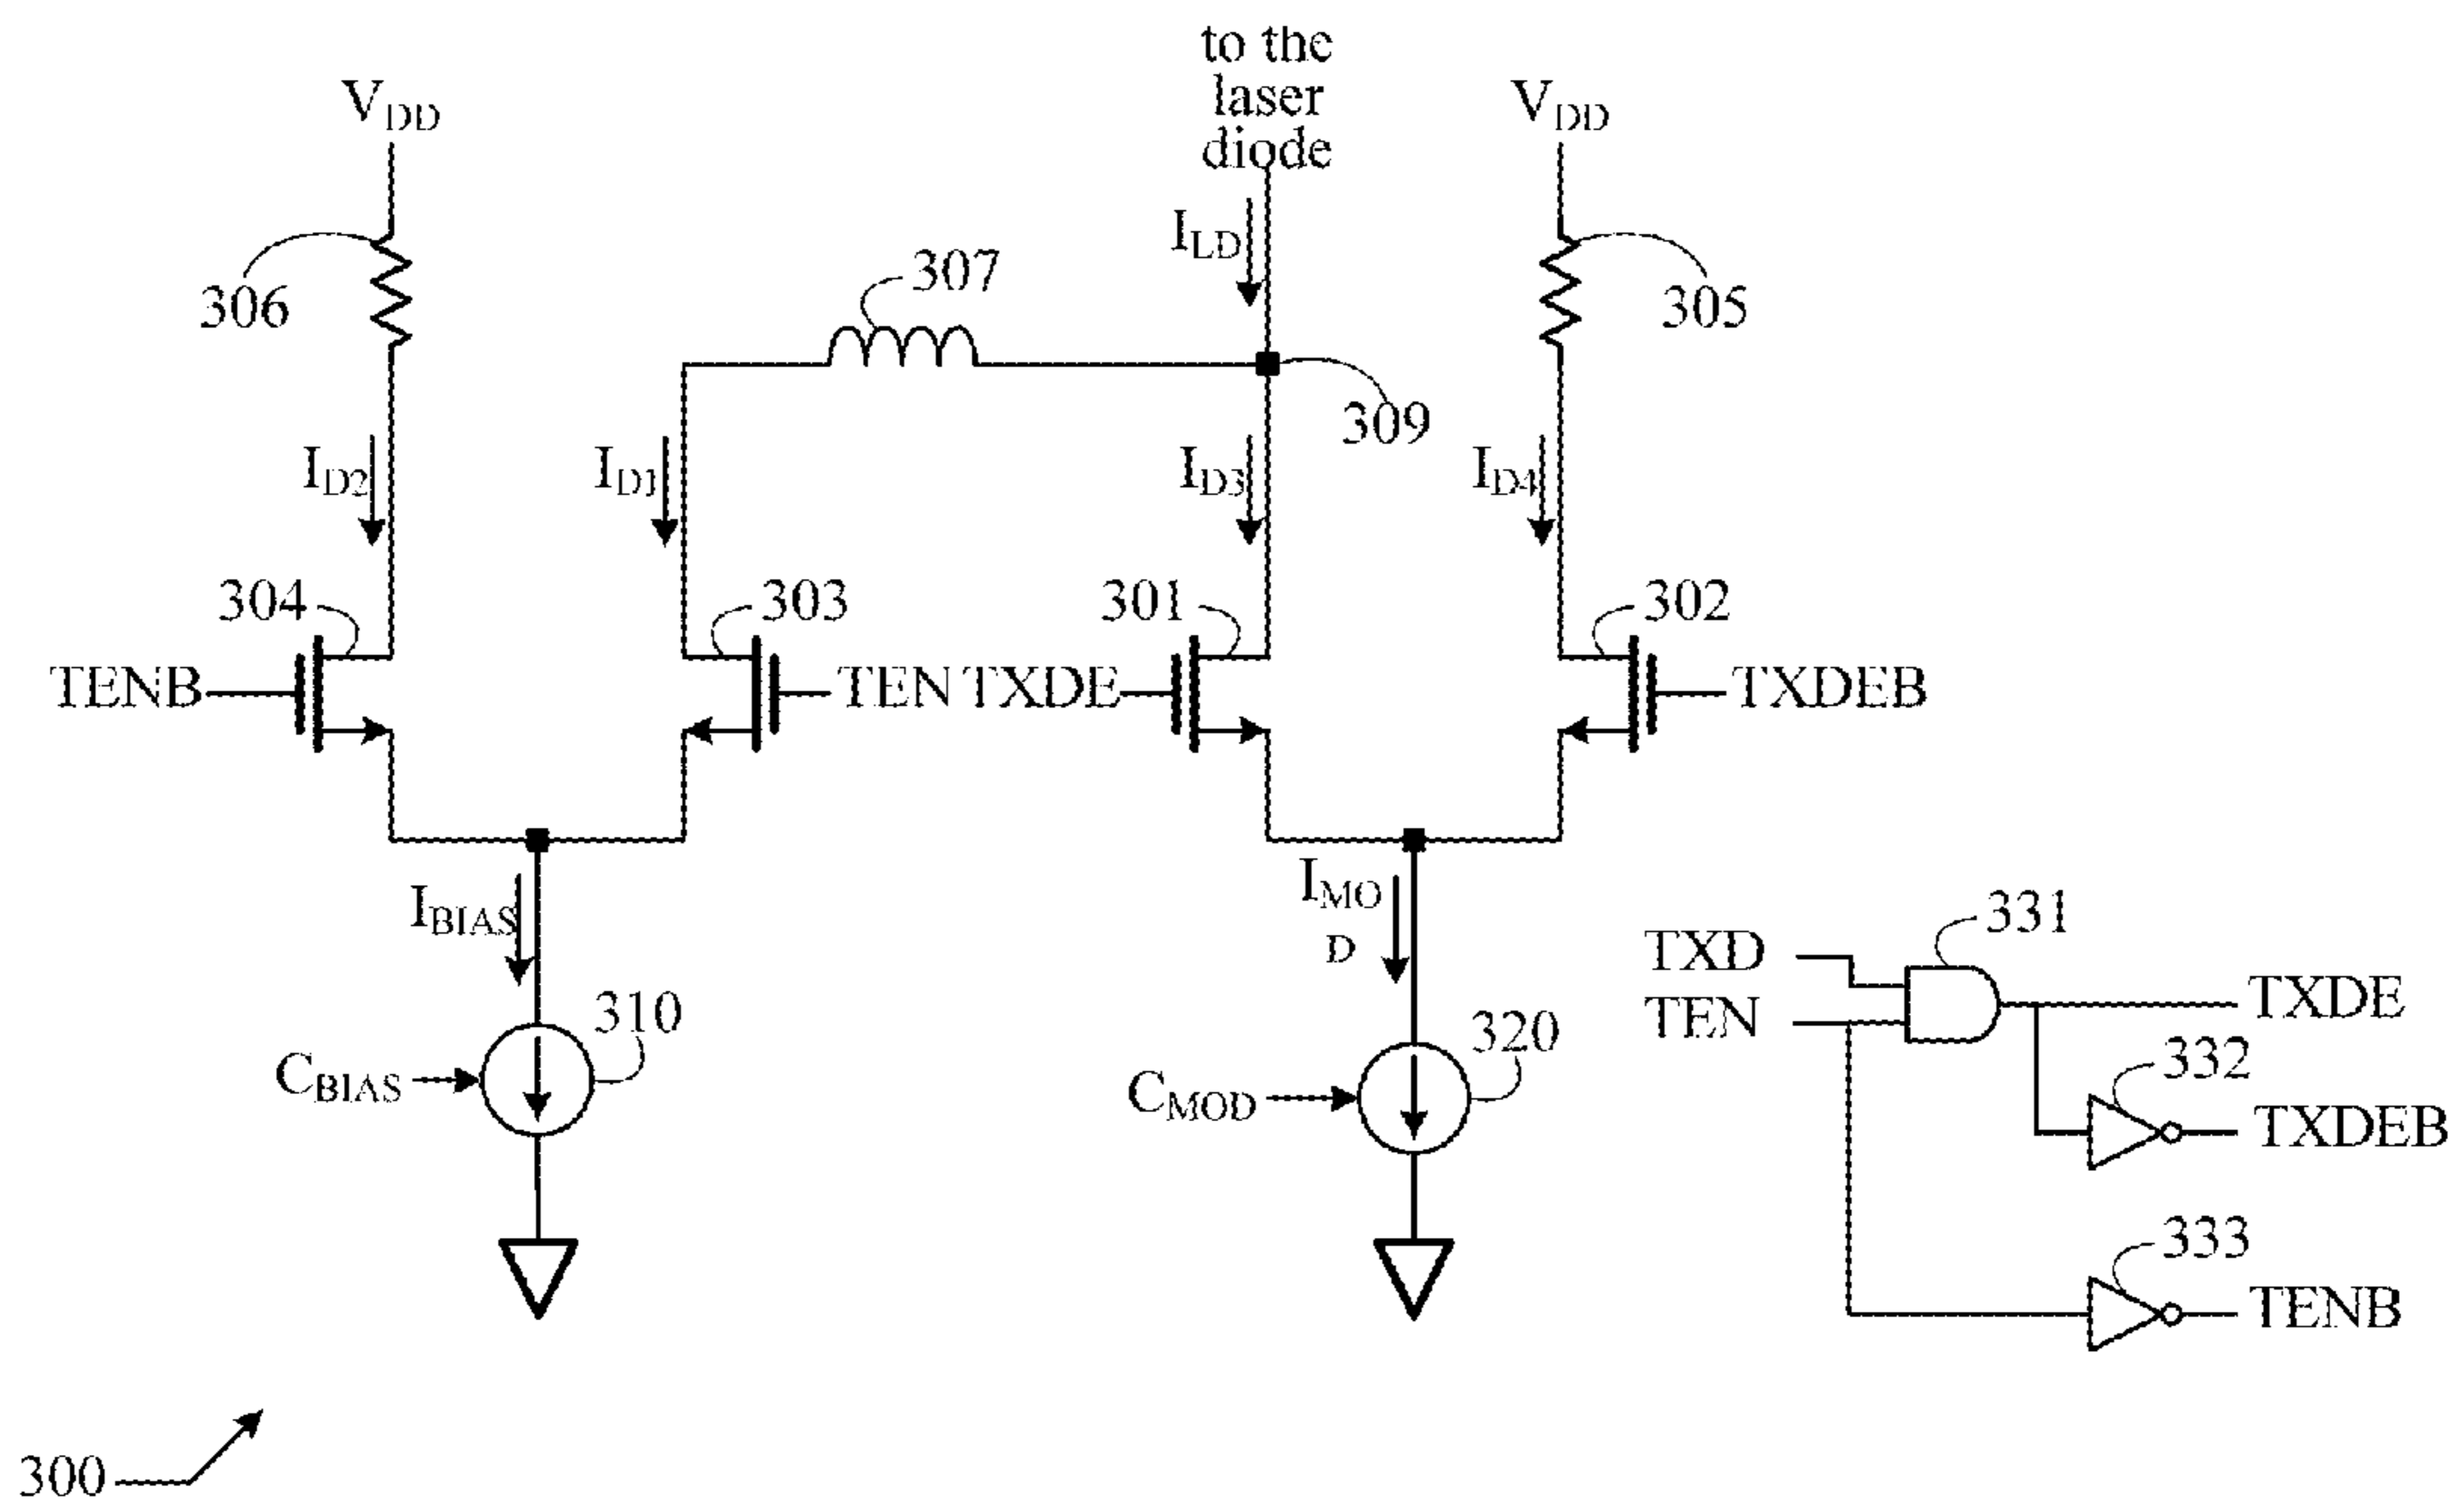 to the
laser
diode
VDD
VDD
ILD
307
306
305
309
ID2
ID1
ID3
ID4
304
303
301
302
TENB
TEN
TXDE
TXDEB
IBIAS
IMO
D
331
TXD
TEN
TXDE
310
320
332
CBIAS
CMOD
TXDEB
333
TENB
300